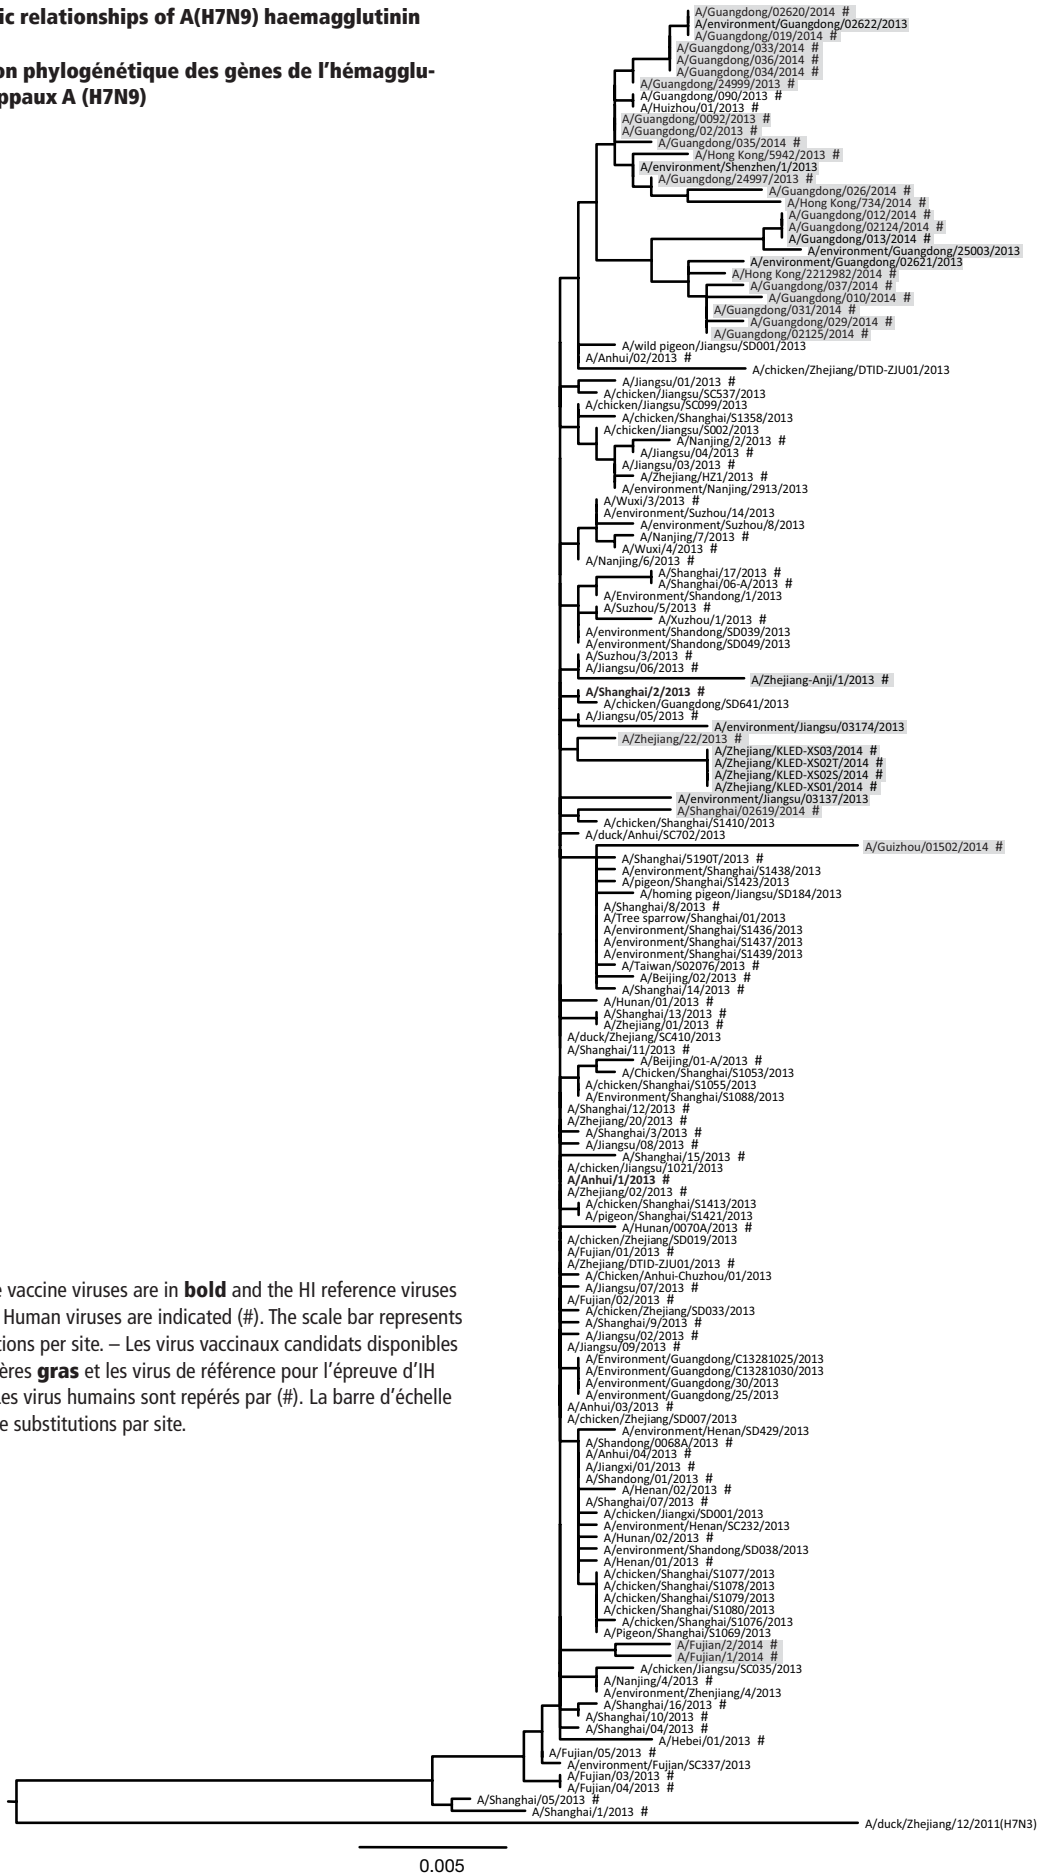 ic relationships of A(H7N9) haemagglutinin
on phylogénétique des gènes de l'hémagglu-
ppaux A (H7N9)
A/Guangdong/02620/2014 #
A/environment/Guangdong/02622/2013
A/Guangdong/019/2014 #
A/Guangdong/033/2014 #
A/Guangdong/036/2014 #
A/Guangdong/034/2014 #
A/Guangdong/24999/2013 #
A/Guangdong/090/2013 #
A/Huizhou/01/2013 #
A/Guangdong/0092/2013 #
A/Guangdong/02/2013 #
A/Guangdong/035/2014 #
A/Hong Kong/5942/2013 #
A/environment/Shenzhen/1/2013
A/Guangdong/24997/2013 #
A/Guangdong/026/2014 #
A/Hong Kong/734/2014 #
A/Guangdong/012/2014 #
A/Guangdong/02124/2014 #
A/Guangdong/013/2014 #
A/environment/Guangdong/25003/2013
A/environment/Guangdong/02621/2013
A/Hong Kong/2212982/2014 #
A/Guangdong/037/2014 #
A/Guangdong/010/2014 #
A/Guangdong/031/2014 #
A/Guangdong/029/2014 #
A/Guangdong/02125/2014 #
A/wild pigeon/Jiangsu/SD001/2013
A/Anhui/02/2013 #
A/chicken/Zhejiang/DTID-ZJU01/2013
A/Jiangsu/01/2013 #
A/chicken/Jiangsu/SC537/2013
A/chicken/Jiangsu/SC099/2013
A/chicken/Shanghai/S1358/2013
A/chicken/Jiangsu/S002/2013
A/Nanjing/2/2013 #
A/Jiangsu/04/2013 #
A/Jiangsu/03/2013 #
A/Zhejiang/HZ1/2013 #
A/environment/Nanjing/2913/2013
A/Wuxi/3/2013 #
A/environment/Suzhou/14/2013
A/environment/Suzhou/8/2013
A/Nanjing/7/2013 #
A/Wuxi/4/2013 #
A/Nanjing/6/2013 #
A/Shanghai/17/2013 #
A/Shanghai/06-A/2013 #
A/Environment/Shandong/1/2013
A/Suzhou/5/2013 #
A/Xuzhou/1/2013 #
A/environment/Shandong/SD039/2013
A/environment/Shandong/SD049/2013
A/Suzhou/3/2013 #
A/Jiangsu/06/2013 #
A/Zhejiang-Anji/1/2013 #
A/Shanghai/2/2013 #
A/chicken/Guangdong/SD641/2013
A/Jiangsu/05/2013 #
A/environment/Jiangsu/03174/2013
A/Zhejiang/22/2013 #
A/Zhejiang/KLED-XS03/2014 #
A/Zhejiang/KLED-XS02T/2014 #
A/Zhejiang/KLED-XS02S/2014 #
A/Zhejiang/KLED-XS01/2014 #
A/environment/Jiangsu/03137/2013
A/Shanghai/02619/2014 #
A/chicken/Shanghai/S1410/2013
A/duck/Anhui/SC702/2013
A/Guizhou/01502/2014 #
A/Shanghai/5190T/2013 #
A/environment/Shanghai/S1438/2013
A/pigeon/Shanghai/S1423/2013
A/homing pigeon/Jiangsu/SD184/2013
A/Shanghai/8/2013 #
A/Tree sparrow/Shanghai/01/2013
A/environment/Shanghai/S1436/2013
A/environment/Shanghai/S1437/2013
A/environment/Shanghai/S1439/2013
A/Taiwan/S02076/2013 #
A/Beijing/02/2013 #
A/Shanghai/14/2013 #
A/Hunan/01/2013 #
A/Shanghai/13/2013 #
A/Zhejiang/01/2013 #
A/duck/Zhejiang/SC410/2013
A/Shanghai/11/2013 #
A/Beijing/01-A/2013 #
A/Chicken/Shanghai/S1053/2013
A/chicken/Shanghai/S1055/2013
A/Environment/Shanghai/S1088/2013
A/Shanghai/12/2013 #
A/Zhejiang/20/2013 #
A/Shanghai/3/2013 #
A/Jiangsu/08/2013 #
A/Shanghai/15/2013 #
A/chicken/Jiangsu/1021/2013
A/Anhui/1/2013 #
A/Zhejiang/02/2013 #
A/chicken/Shanghai/S1413/2013
A/pigeon/Shanghai/S1421/2013
A/Hunan/0070A/2013 #
A/chicken/Zhejiang/SD019/2013
A/Fujian/01/2013 #
A/Zhejiang/DTID-ZJU01/2013 #
A/Chicken/Anhui-Chuzhou/01/2013
A/Jiangsu/07/2013 #
A/Fujian/02/2013 #
A/chicken/Zhejiang/SD033/2013
A/Shanghai/9/2013 #
A/Jiangsu/02/2013 #
A/Jiangsu/09/2013 #
A/Environment/Guangdong/C13281025/2013
A/Environment/Guangdong/C13281030/2013
A/environment/Guangdong/30/2013
A/environment/Guangdong/25/2013
A/Anhui/03/2013 #
A/chicken/Zhejiang/SD007/2013
A/environment/Henan/SD429/2013
A/Shandong/0068A/2013 #
A/Anhui/04/2013 #
A/Jiangxi/01/2013 #
A/Shandong/01/2013 #
A/Henan/02/2013 #
A/Shanghai/07/2013 #
A/chicken/Jiangxi/SD001/2013
A/environment/Henan/SC232/2013
A/Hunan/02/2013 #
A/environment/Shandong/SD038/2013
A/Henan/01/2013 #
A/chicken/Shanghai/S1077/2013
A/chicken/Shanghai/S1078/2013
A/chicken/Shanghai/S1079/2013
A/chicken/Shanghai/S1080/2013
A/chicken/Shanghai/S1076/2013
A/Pigeon/Shanghai/S1069/2013
A/Fujian/2/2014 #
A/Fujian/1/2014 #
A/chicken/Jiangsu/SC035/2013
A/Nanjing/4/2013 #
A/environment/Zhenjiang/4/2013
A/Shanghai/16/2013 #
A/Shanghai/10/2013 #
A/Shanghai/04/2013 #
A/Hebei/01/2013 #
A/Fujian/05/2013 #
A/environment/Fujian/SC337/2013
A/Fujian/03/2013 #
A/Fujian/04/2013 #
A/Shanghai/05/2013 #
A/Shanghai/1/2013 #
A/duck/Zhejiang/12/2011(H7N3)
0.005
e vaccine viruses are in bold and the HI reference viruses
Human viruses are indicated (#). The scale bar represents
tions per site. – Les virus vaccinaux candidats disponibles
ères gras et les virus de référence pour l'épreuve d'IH
Les virus humains sont repérés par (#). La barre d'échelle
e substitutions par site.